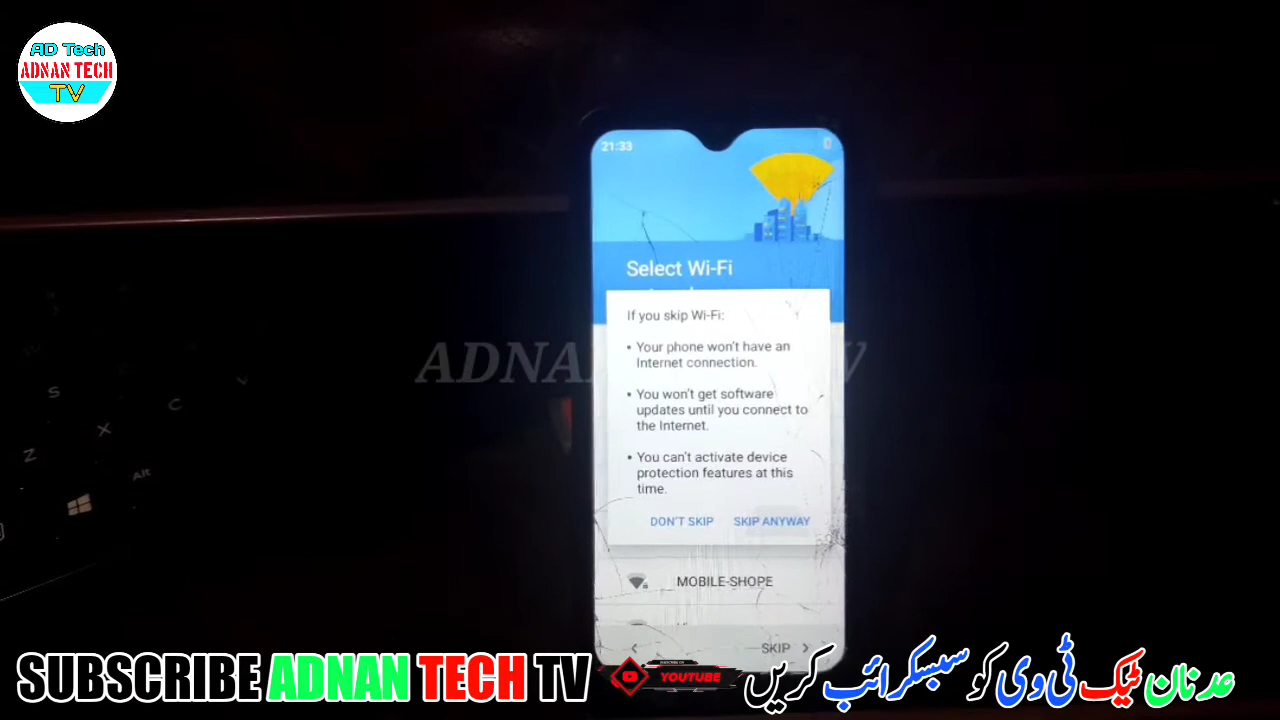 AD Tech
ADNAN TECH
TV
21:33
Select Wi-Fi
If you skip Wi-Fi:
• Your phone won't have an
Internet connection.
• You won't get software
updates until you connect to
the Internet.
• You can't activate device
protection features at this
time.
DON'T SKIP SKIP ANYWAY
MOBILE-SHOPE
SKIP
S
C
X
Z
Alt
SUBSCRIBE ADNAN TECH TV
YOUTUBE
عدنان ٹیک ٹی وی کو سبسکرائب کریں